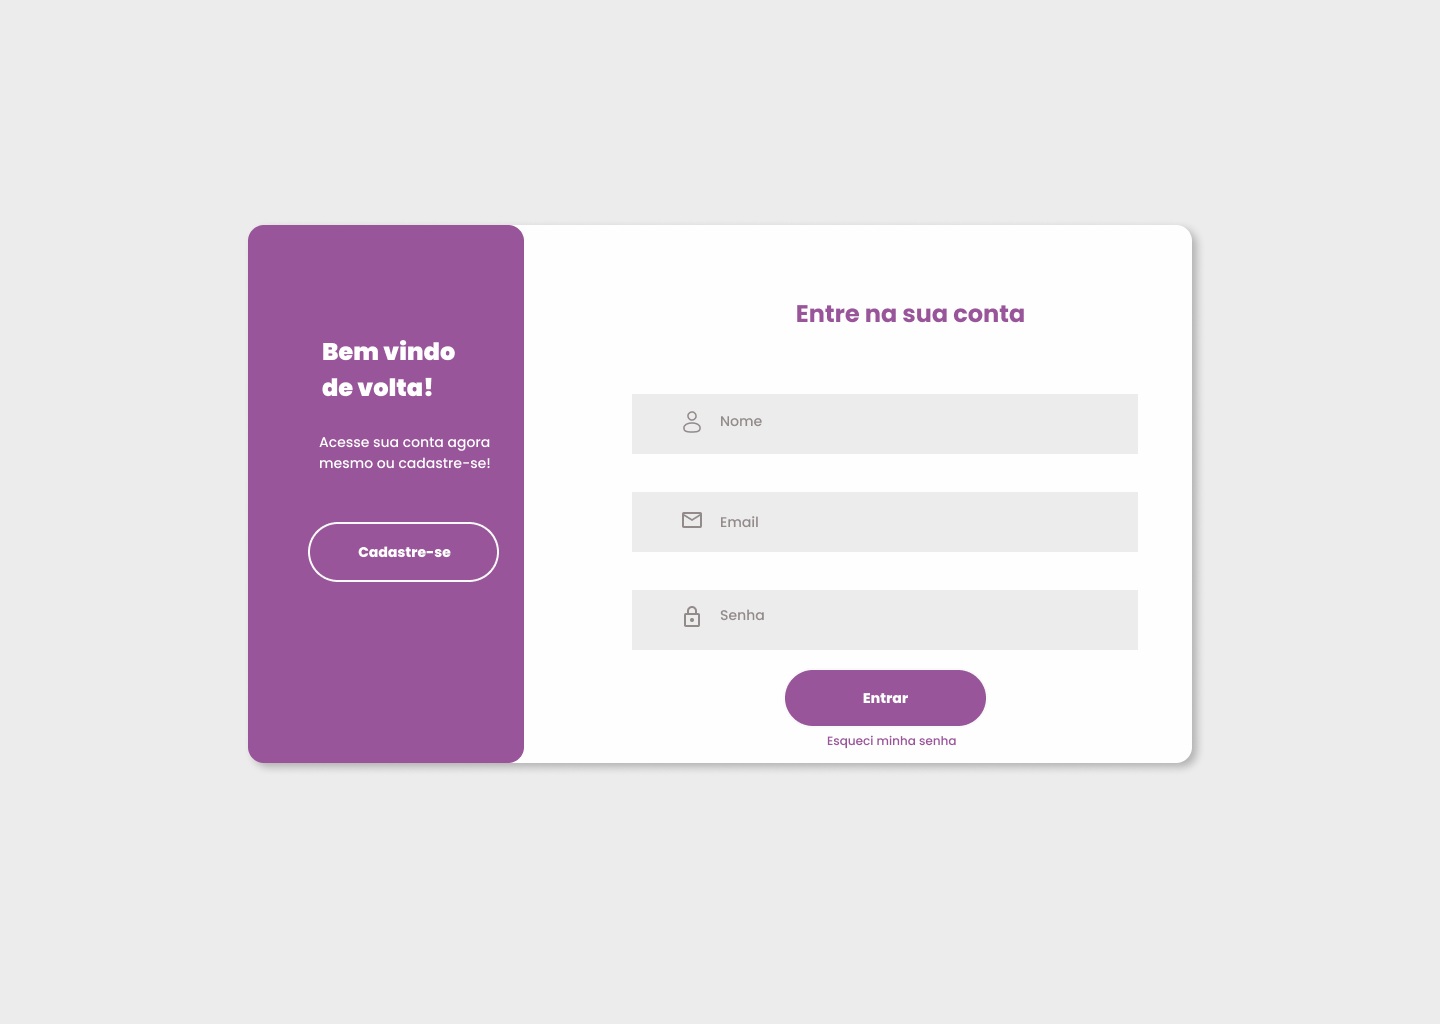 Bem vindo
de volta!
Acesse sua conta agora
mesmo ou cadastre-se!
Cadastre-se
Entre na sua conta
Nome
Email
Senha
Entrar
Esqueci minha senha